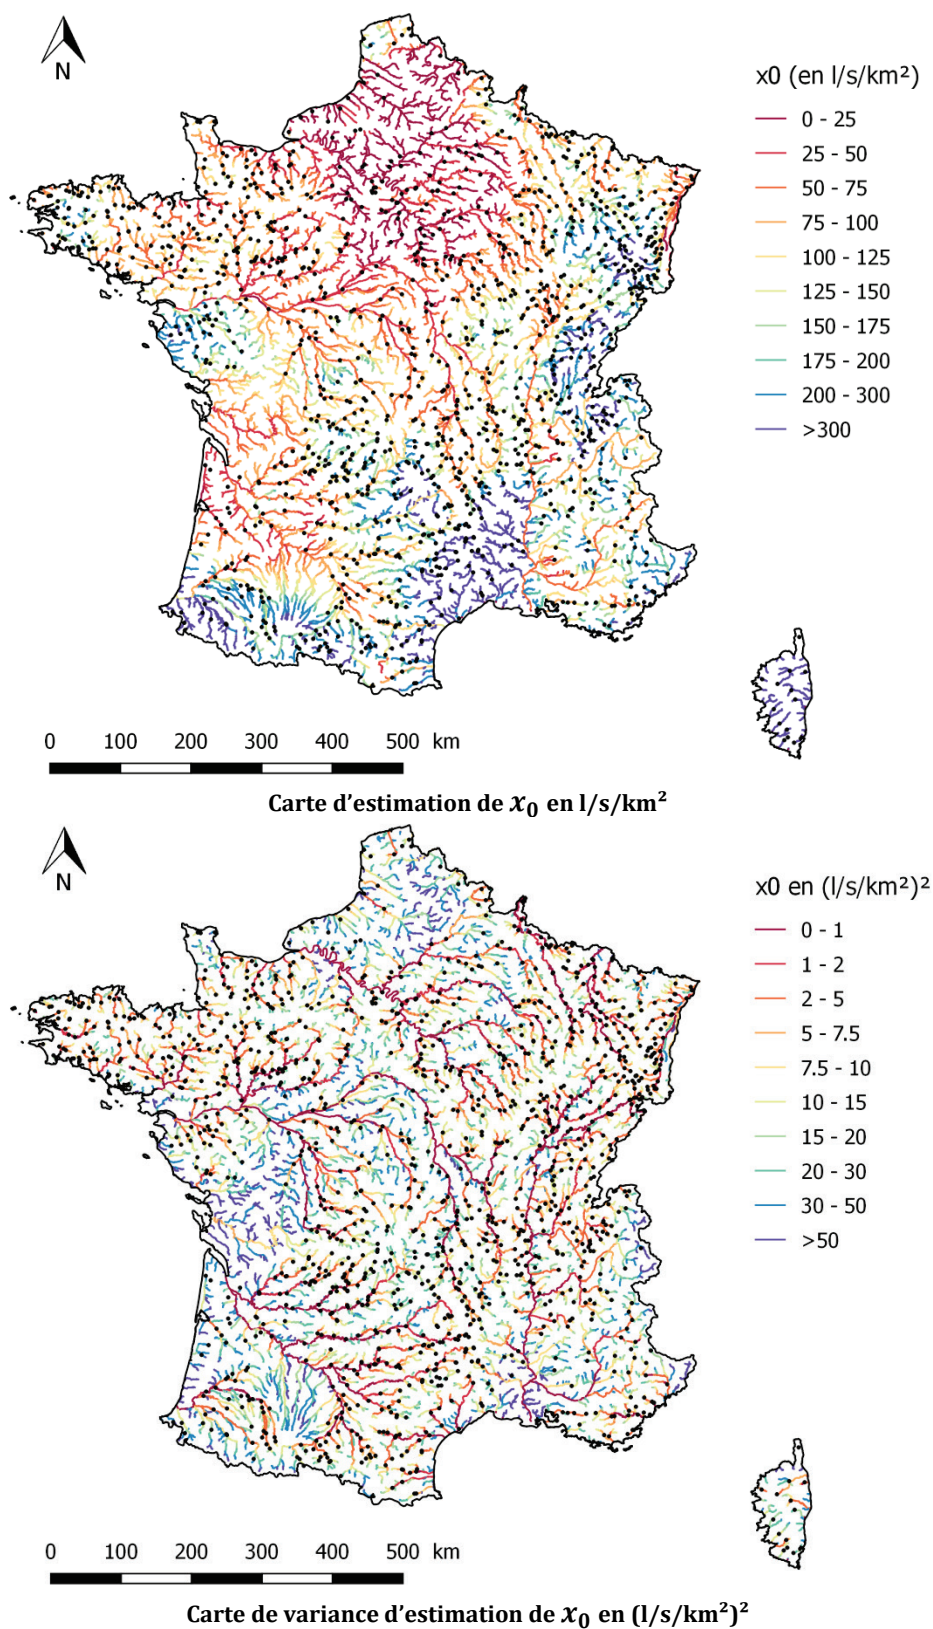 N
x0 (en l/s/km²)
0 - 25
25 - 50
50 - 75
75 - 100
100 - 125
125 - 150
150 - 175
175 - 200
200 - 300
>300
0 100 200 300 400 500 km
Carte d’estimation de x₀ en l/s/km²
N
x0 en (l/s/km²)²
0 - 1
1 - 2
2 - 5
5 - 7.5
7.5 - 10
10 - 15
15 - 20
20 - 30
30 - 50
>50
0 100 200 300 400 500 km
Carte de variance d’estimation de x₀ en (l/s/km²)²